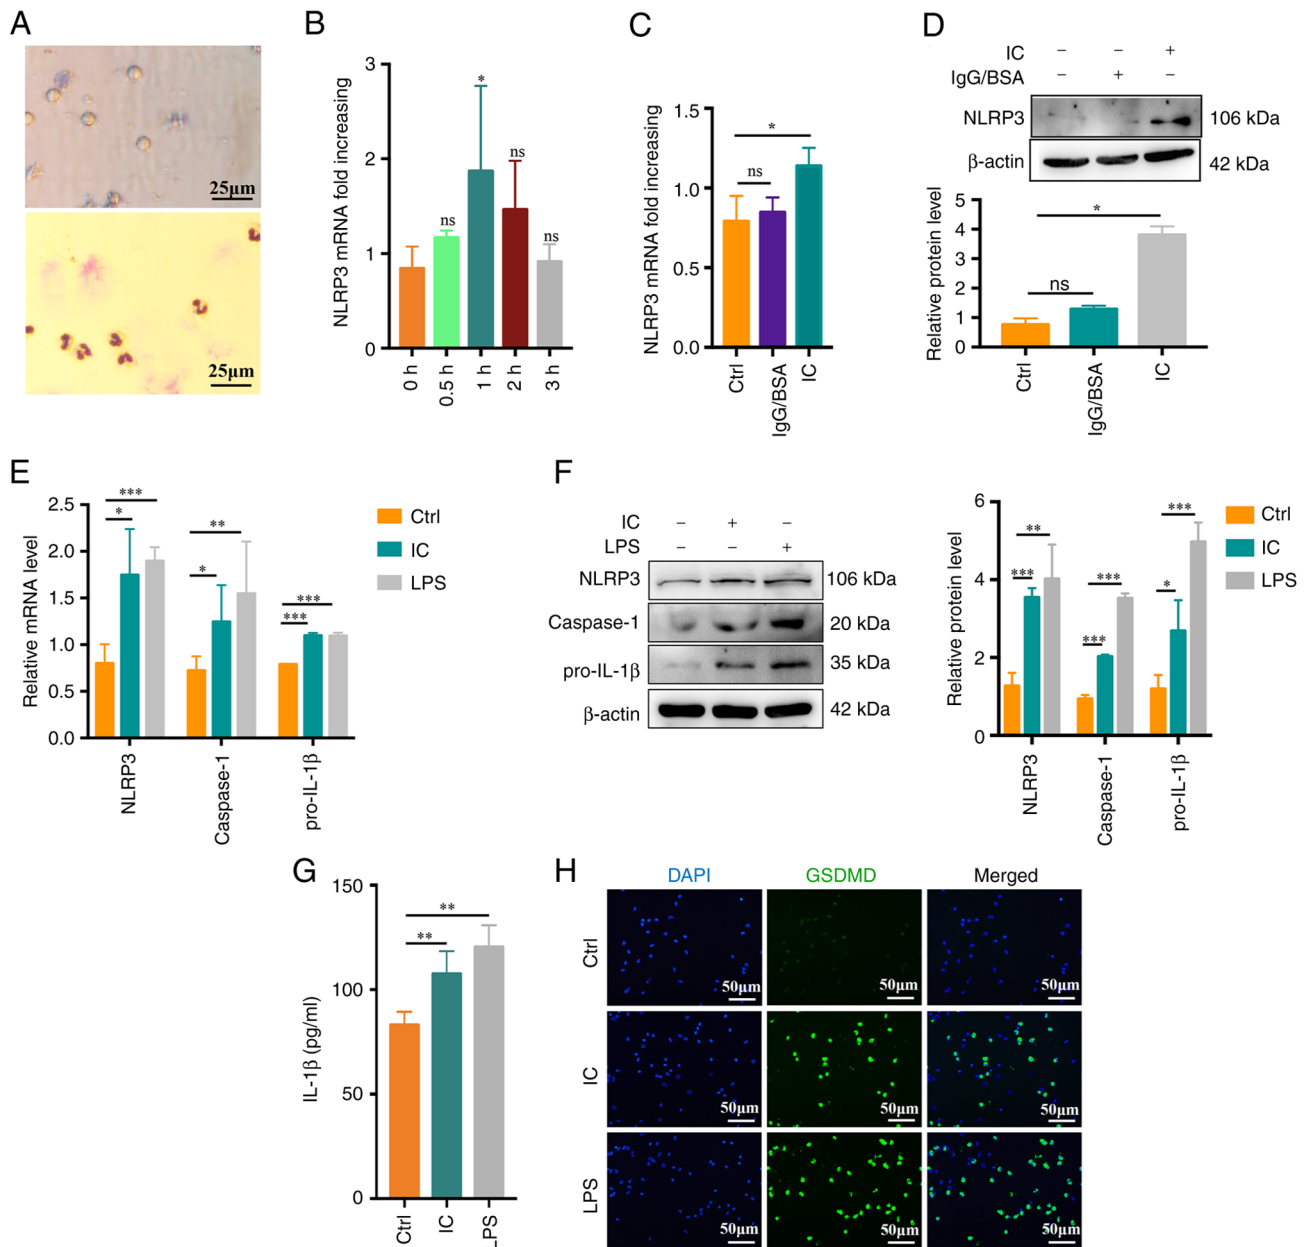 A
25μm
25μm
B
NLRP3 mRNA fold increasing
3
2
1
0
*
ns
ns
ns
0 h
0.5 h
1 h
2 h
3 h
C
NLRP3 mRNA fold increasing
1.5
1.0
0.5
0.0
*
ns
Ctrl
IgG/BSA
IC
D
IC − − +
IgG/BSA − + −
NLRP3 106 kDa
β-actin 42 kDa
Relative protein level
5
4
3
2
1
0
*
ns
Ctrl
IgG/BSA
IC
E
Relative mRNA level
2.5
2.0
1.5
1.0
0.5
0.0
***
*
**
*
***
***
NLRP3
Caspase-1
pro-IL-1β
Ctrl
IC
LPS
F
IC − + −
LPS − − +
NLRP3 106 kDa
Caspase-1 20 kDa
pro-IL-1β 35 kDa
β-actin 42 kDa
Relative protein level
6
4
2
0
**
***
***
***
***
*
NLRP3
Caspase-1
pro-IL-1β
Ctrl
IC
LPS
G
IL-1β (pg/ml)
150
100
50
0
**
**
Ctrl
IC
LPS
H
DAPI GSDMD Merged
Ctrl
50μm 50μm 50μm
IC
50μm 50μm 50μm
LPS
50μm 50μm 50μm